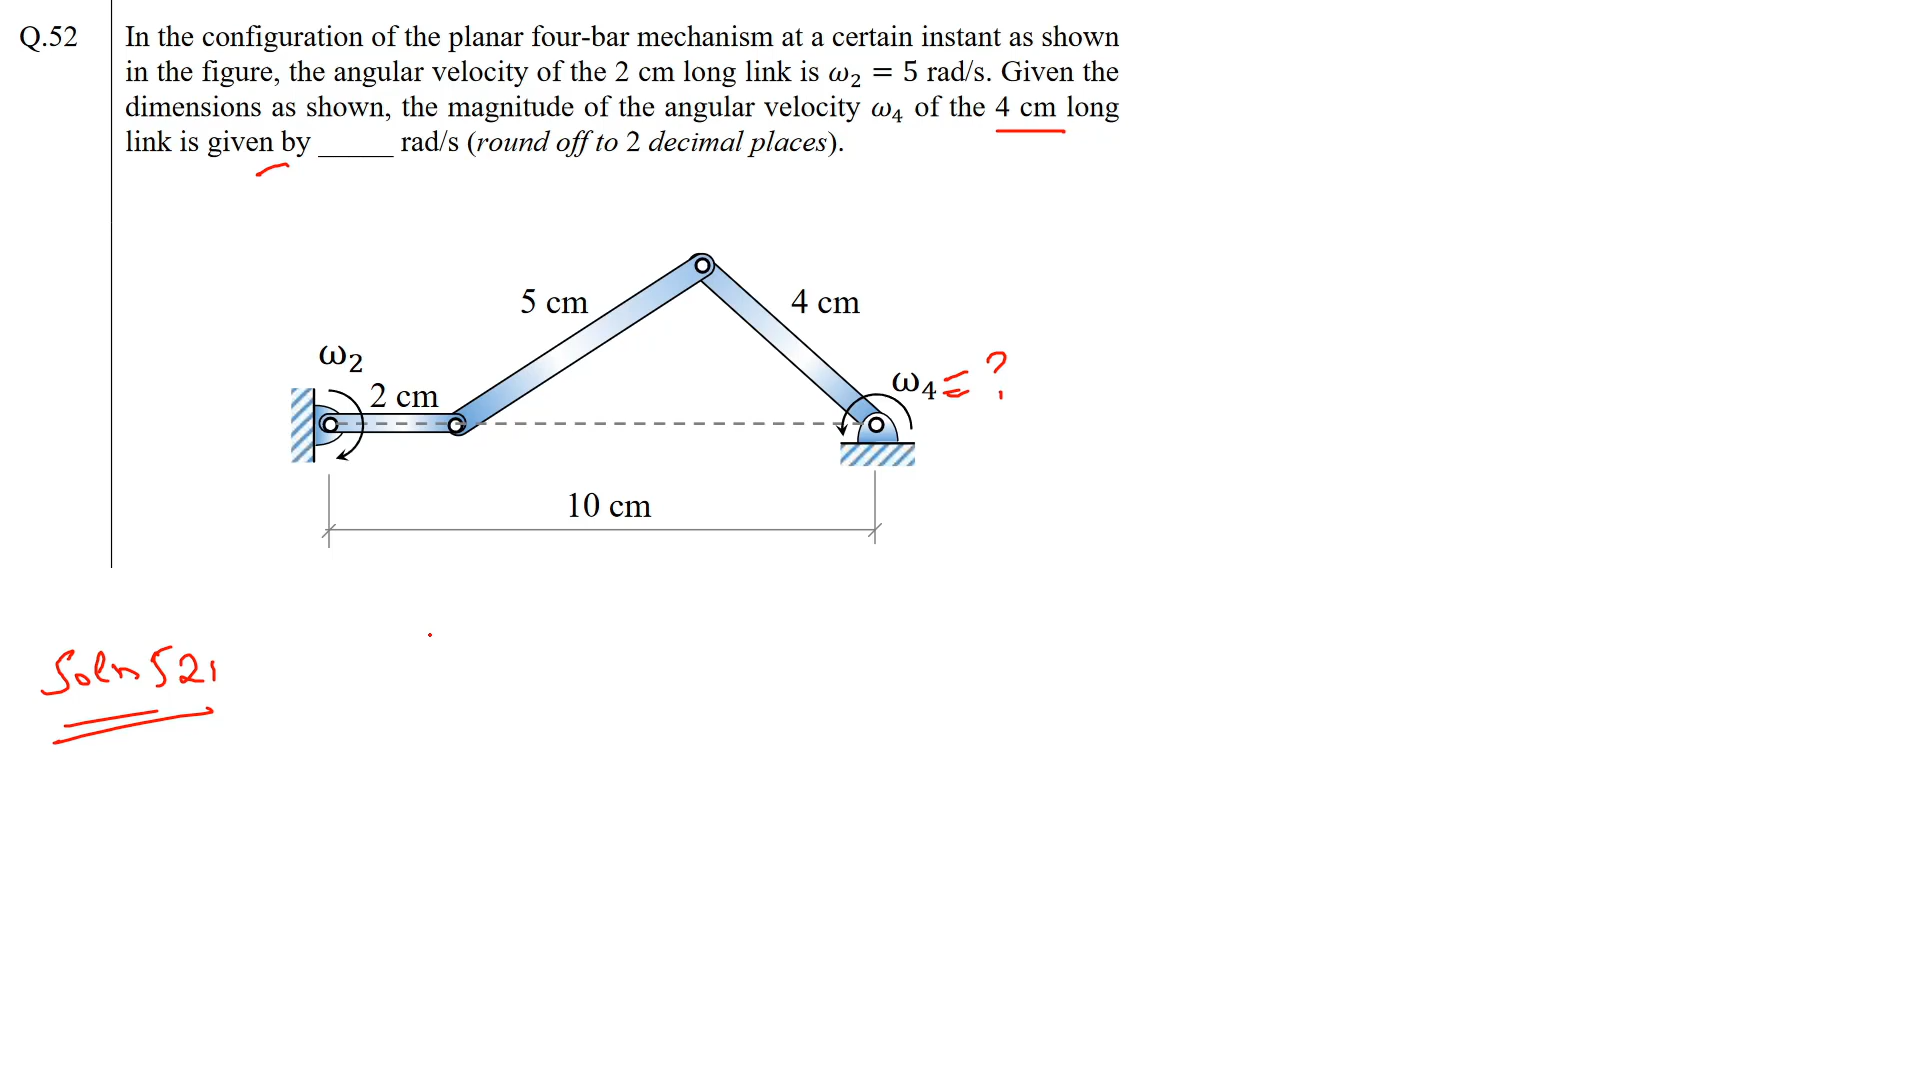 Q.52
In the configuration of the planar four-bar mechanism at a certain instant as shown
in the figure, the angular velocity of the 2 cm long link is ω₂ = 5 rad/s. Given the
dimensions as shown, the magnitude of the angular velocity ω₄ of the 4 cm long
link is given by _____ rad/s (round off to 2 decimal places).
5 cm
4 cm
ω₂
2 cm
ω₄ = ?
10 cm
Soln 52